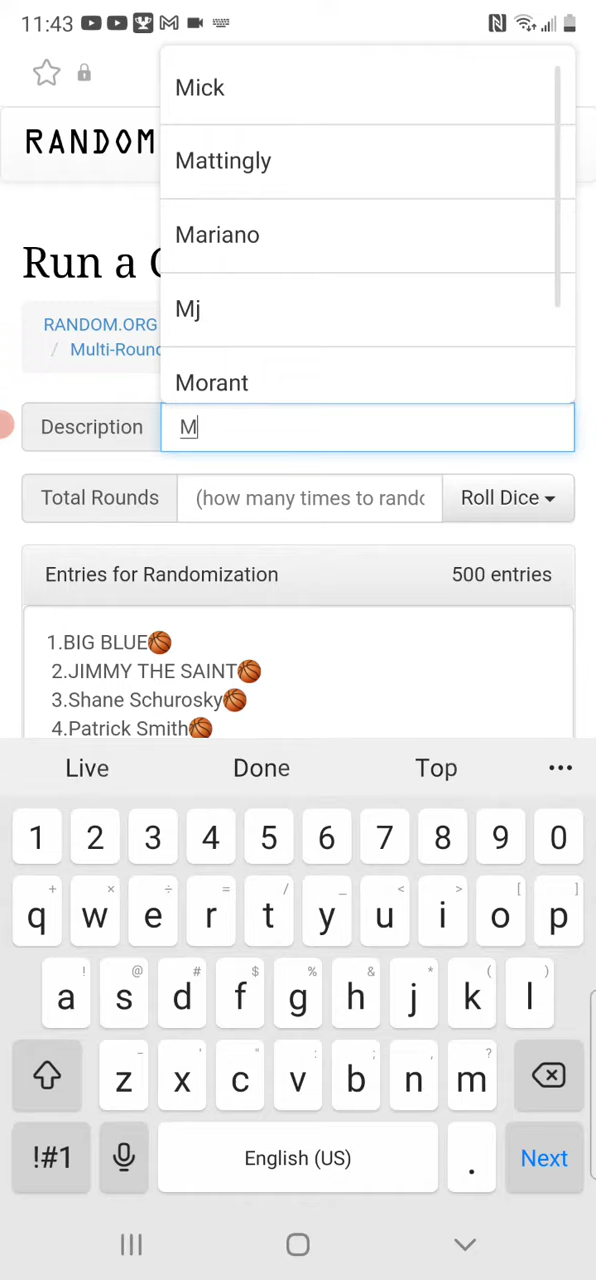 11:43
Mick
RANDOM
Mattingly
Mariano
Run a
RANDOM.ORG
Mj
/ Multi-Round
Morant
Description M
Total Rounds (how many times to rando Roll Dice
Entries for Randomization 500 entries
1.BIG BLUE🏀
2.JIMMY THE SAINT🏀
3.Shane Schurosky🏀
4.Patrick Smith🏀
Live Done Top ...
1 2 3 4 5 6 7 8 9 0
+ × ÷ = / _ < > [ ]
q w e r t y u i o p
! @ # $ % & * ( )
a s d f g h j k l
- ' " : ; , ?
z x c v b n m
!#1 English (US) . Next